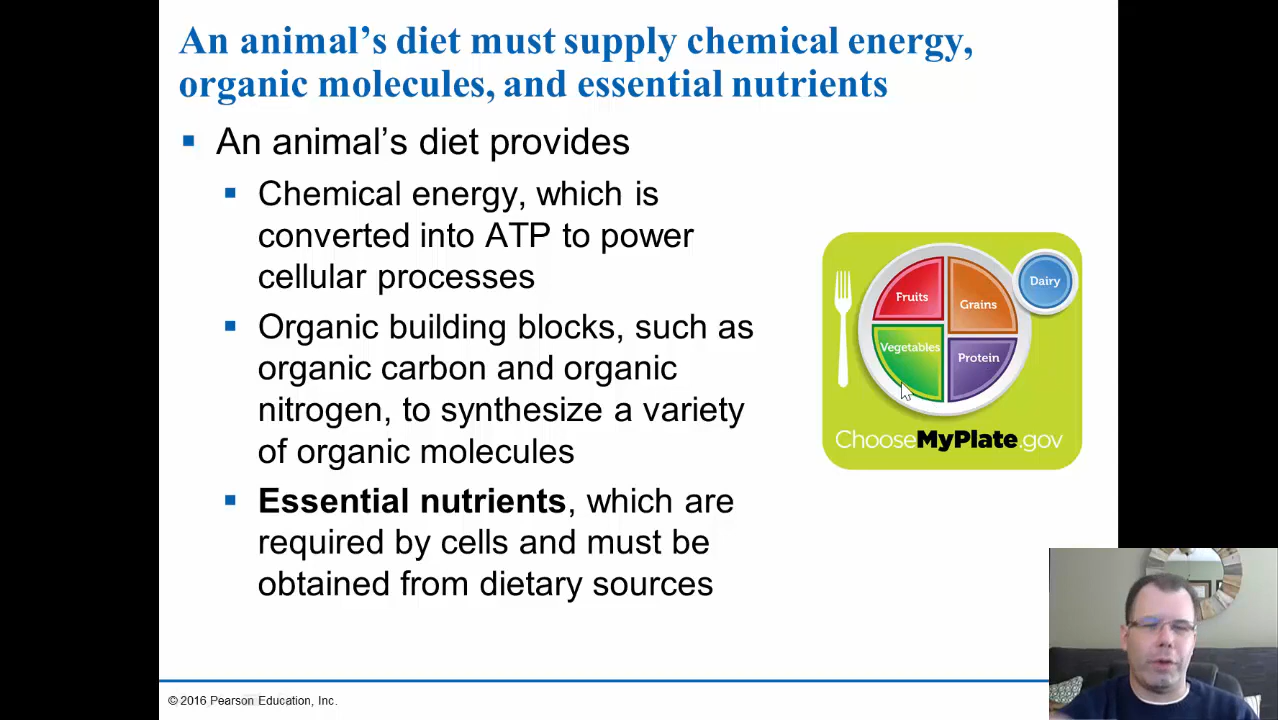 An animal’s diet must supply chemical energy,
organic molecules, and essential nutrients
An animal’s diet provides
Chemical energy, which is
converted into ATP to power
cellular processes
Organic building blocks, such as
organic carbon and organic
nitrogen, to synthesize a variety
of organic molecules
Essential nutrients, which are
required by cells and must be
obtained from dietary sources
Fruits
Grains
Dairy
Vegetables
Protein
ChooseMyPlate.gov
© 2016 Pearson Education, Inc.